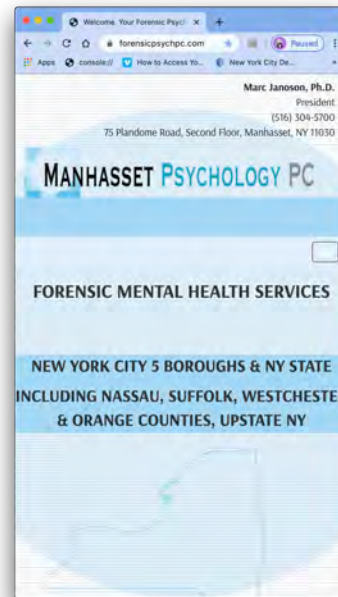 Welcome. Your Forensic Psych
forensicpsychpc.com
Paused
Apps
console://
How to Access Yo...
New York City De...
Marc Janoson, Ph.D.
President
(516) 304-5700
75 Plandome Road, Second Floor, Manhasset, NY 11030
MANHASSET PSYCHOLOGY PC
FORENSIC MENTAL HEALTH SERVICES
NEW YORK CITY 5 BOROUGHS & NY STATE
INCLUDING NASSAU, SUFFOLK, WESTCHESTE
& ORANGE COUNTIES, UPSTATE NY